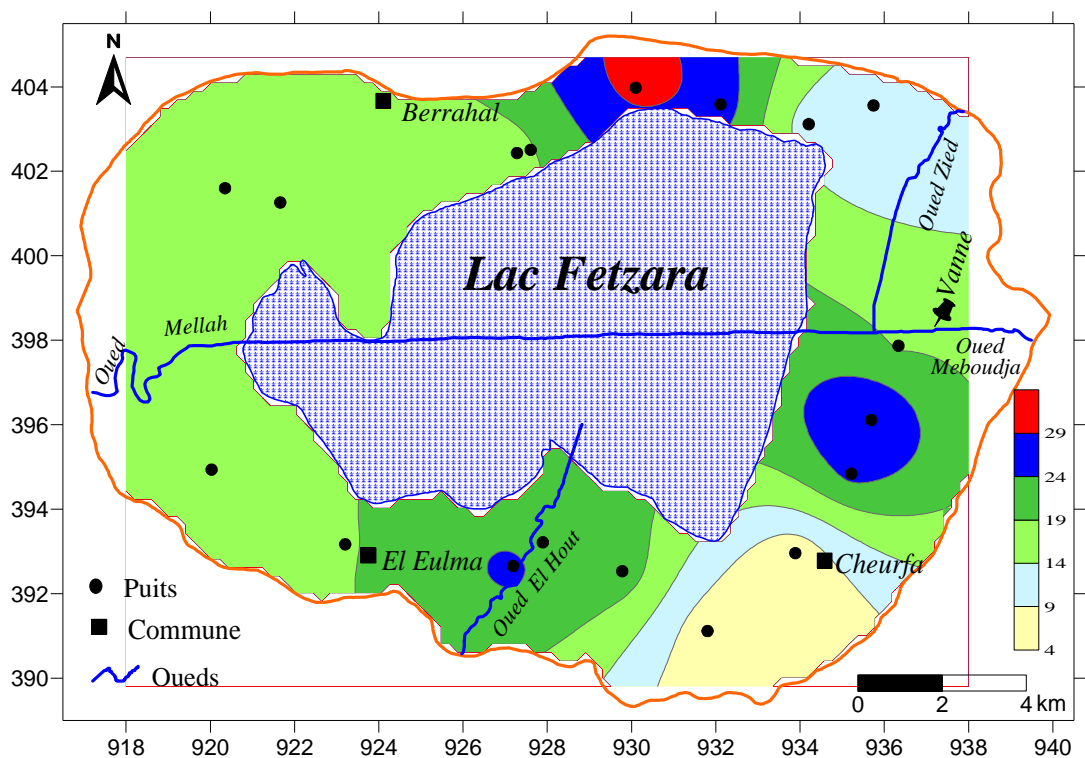 N
404
402
400
398
396
394
392
390
Berrahal
Oued Zied
Vanne
Lac Fetzara
Mellah
Oued
Oued
Meboudja
29
24
19
14
9
4
El Eulma
Oued El Hout
Cheurfa
Puits
Commune
Oueds
0 2 4 km
918 920 922 924 926 928 930 932 934 936 938 940